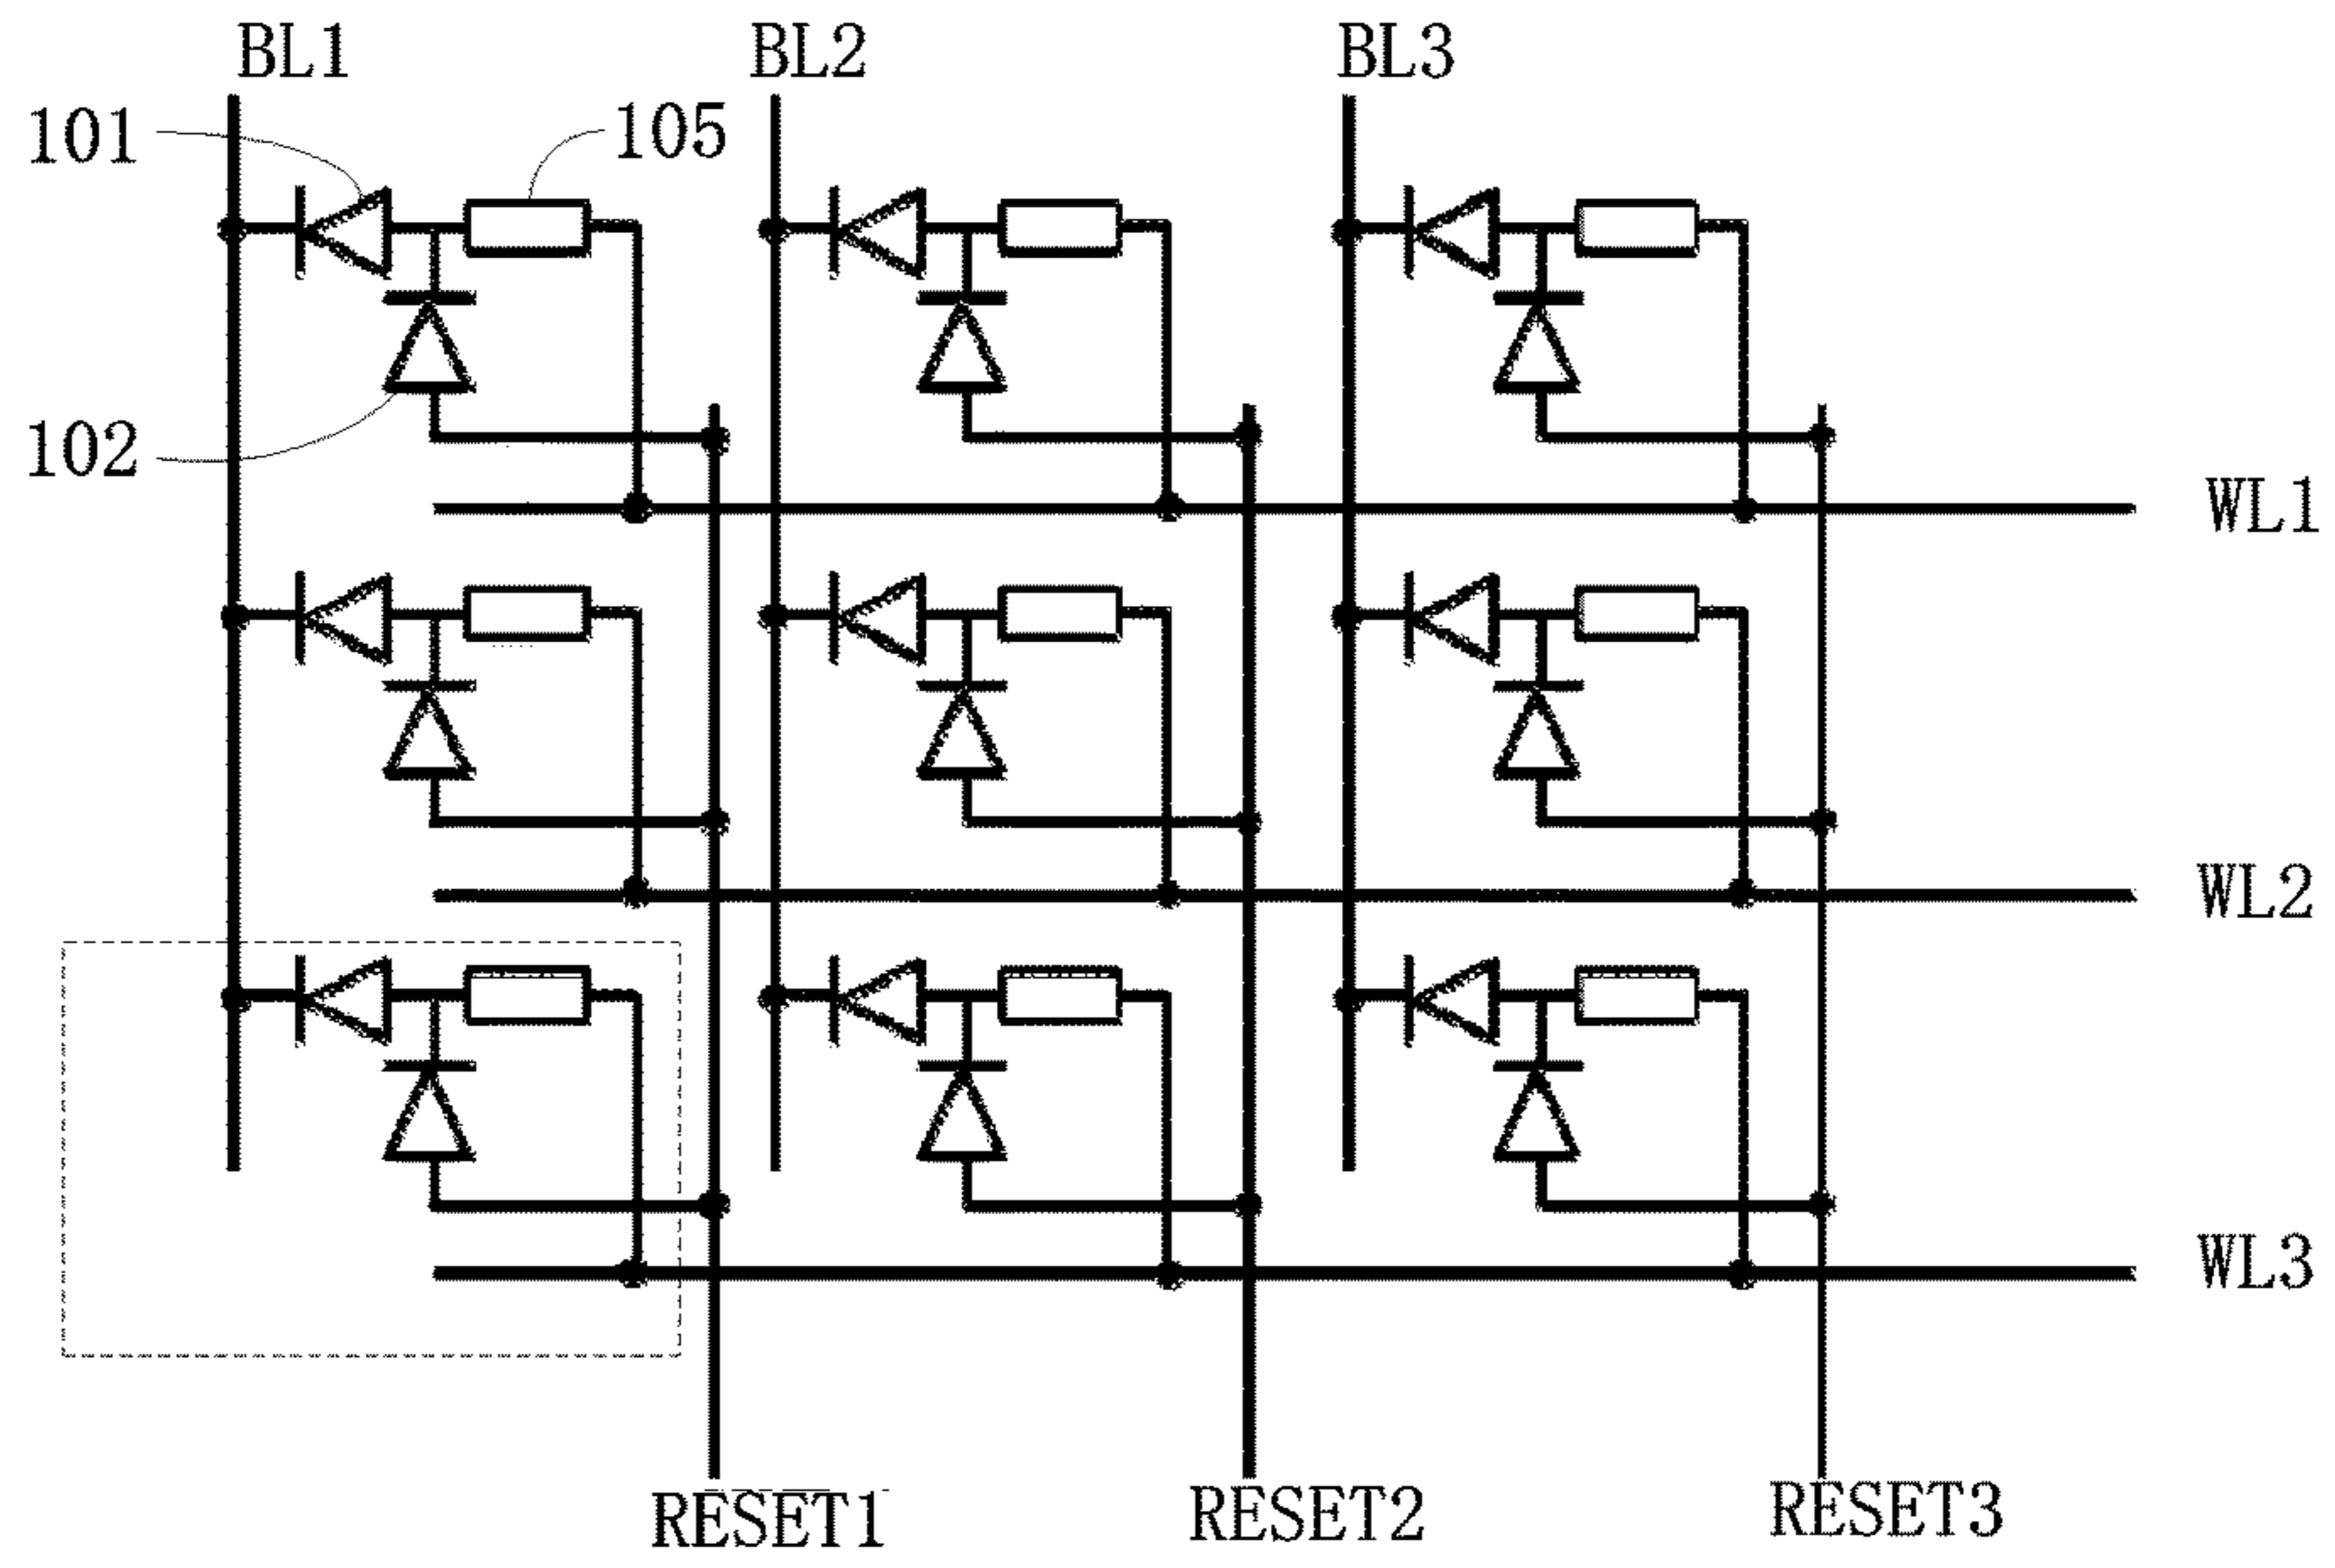 BL1 BL2 BL3
101 105
102
WL1
WL2
WL3
RESET1 RESET2 RESET3